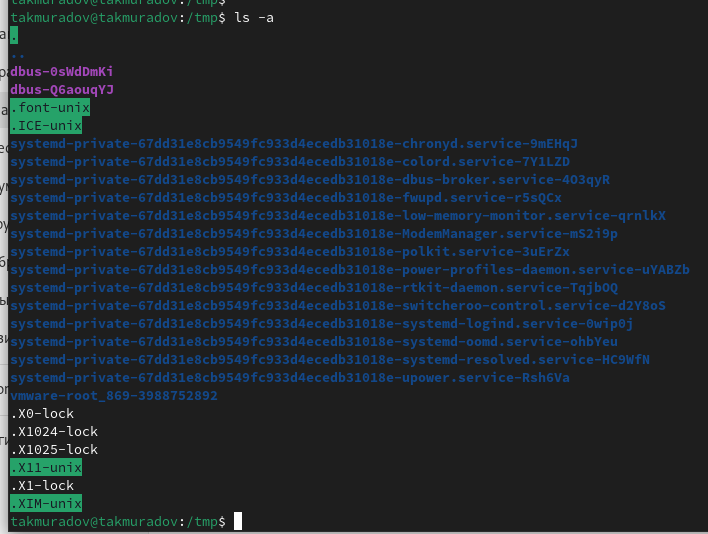 takmuradov@takmuradov:/tmp$
takmuradov@takmuradov:/tmp$ ls -a
.
..
dbus-0sWdDmKi
dbus-Q6aouqYJ
.font-unix
.ICE-unix
systemd-private-67dd31e8cb9549fc933d4ecedb31018e-chronyd.service-9mEHqJ
systemd-private-67dd31e8cb9549fc933d4ecedb31018e-colord.service-7Y1LZD
systemd-private-67dd31e8cb9549fc933d4ecedb31018e-dbus-broker.service-4O3qyR
systemd-private-67dd31e8cb9549fc933d4ecedb31018e-fwupd.service-r5sQCx
systemd-private-67dd31e8cb9549fc933d4ecedb31018e-low-memory-monitor.service-qrnlkX
systemd-private-67dd31e8cb9549fc933d4ecedb31018e-ModemManager.service-mS2i9p
systemd-private-67dd31e8cb9549fc933d4ecedb31018e-polkit.service-3uErZx
systemd-private-67dd31e8cb9549fc933d4ecedb31018e-power-profiles-daemon.service-uYABZb
systemd-private-67dd31e8cb9549fc933d4ecedb31018e-rtkit-daemon.service-TqjbOQ
systemd-private-67dd31e8cb9549fc933d4ecedb31018e-switcheroo-control.service-d2Y8oS
systemd-private-67dd31e8cb9549fc933d4ecedb31018e-systemd-logind.service-0wip0j
systemd-private-67dd31e8cb9549fc933d4ecedb31018e-systemd-oomd.service-ohbYeu
systemd-private-67dd31e8cb9549fc933d4ecedb31018e-systemd-resolved.service-HC9WfN
systemd-private-67dd31e8cb9549fc933d4ecedb31018e-upower.service-Rsh6Va
vmware-root_869-3988752892
.X0-lock
.X1024-lock
.X1025-lock
.X11-unix
.X1-lock
.XIM-unix
takmuradov@takmuradov:/tmp$